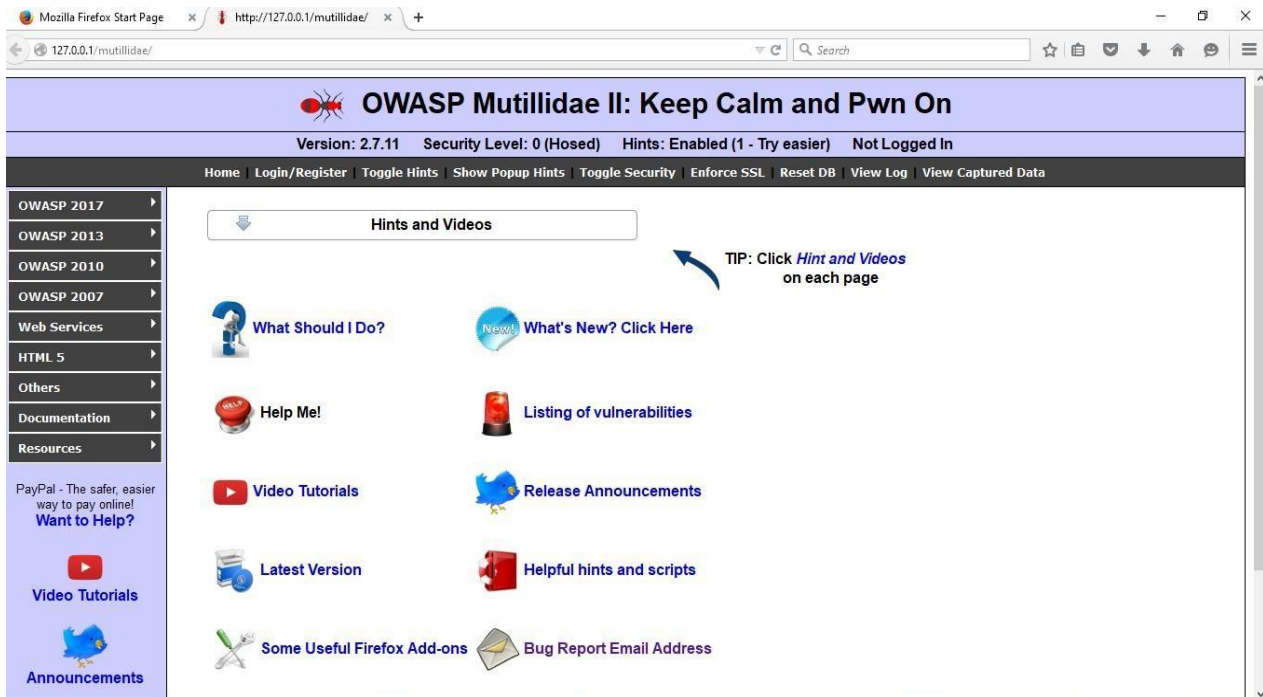 Mozilla Firefox Start Page
http://127.0.0.1/mutillidae/
127.0.0.1/mutillidae/
Search
OWASP Mutillidae II: Keep Calm and Pwn On
Version: 2.7.11 Security Level: 0 (Hosed) Hints: Enabled (1 - Try easier) Not Logged In
Home | Login/Register | Toggle Hints | Show Popup Hints | Toggle Security | Enforce SSL | Reset DB | View Log | View Captured Data
OWASP 2017
OWASP 2013
OWASP 2010
OWASP 2007
Web Services
HTML 5
Others
Documentation
Resources
PayPal - The safer, easier
way to pay online!
Want to Help?
Video Tutorials
Announcements
Hints and Videos
TIP: Click Hint and Videos
on each page
What Should I Do?
New!
What's New? Click Here
HELP
Help Me!
Listing of vulnerabilities
Video Tutorials
Release Announcements
Latest Version
Helpful hints and scripts
Some Useful Firefox Add-ons
Bug Report Email Address